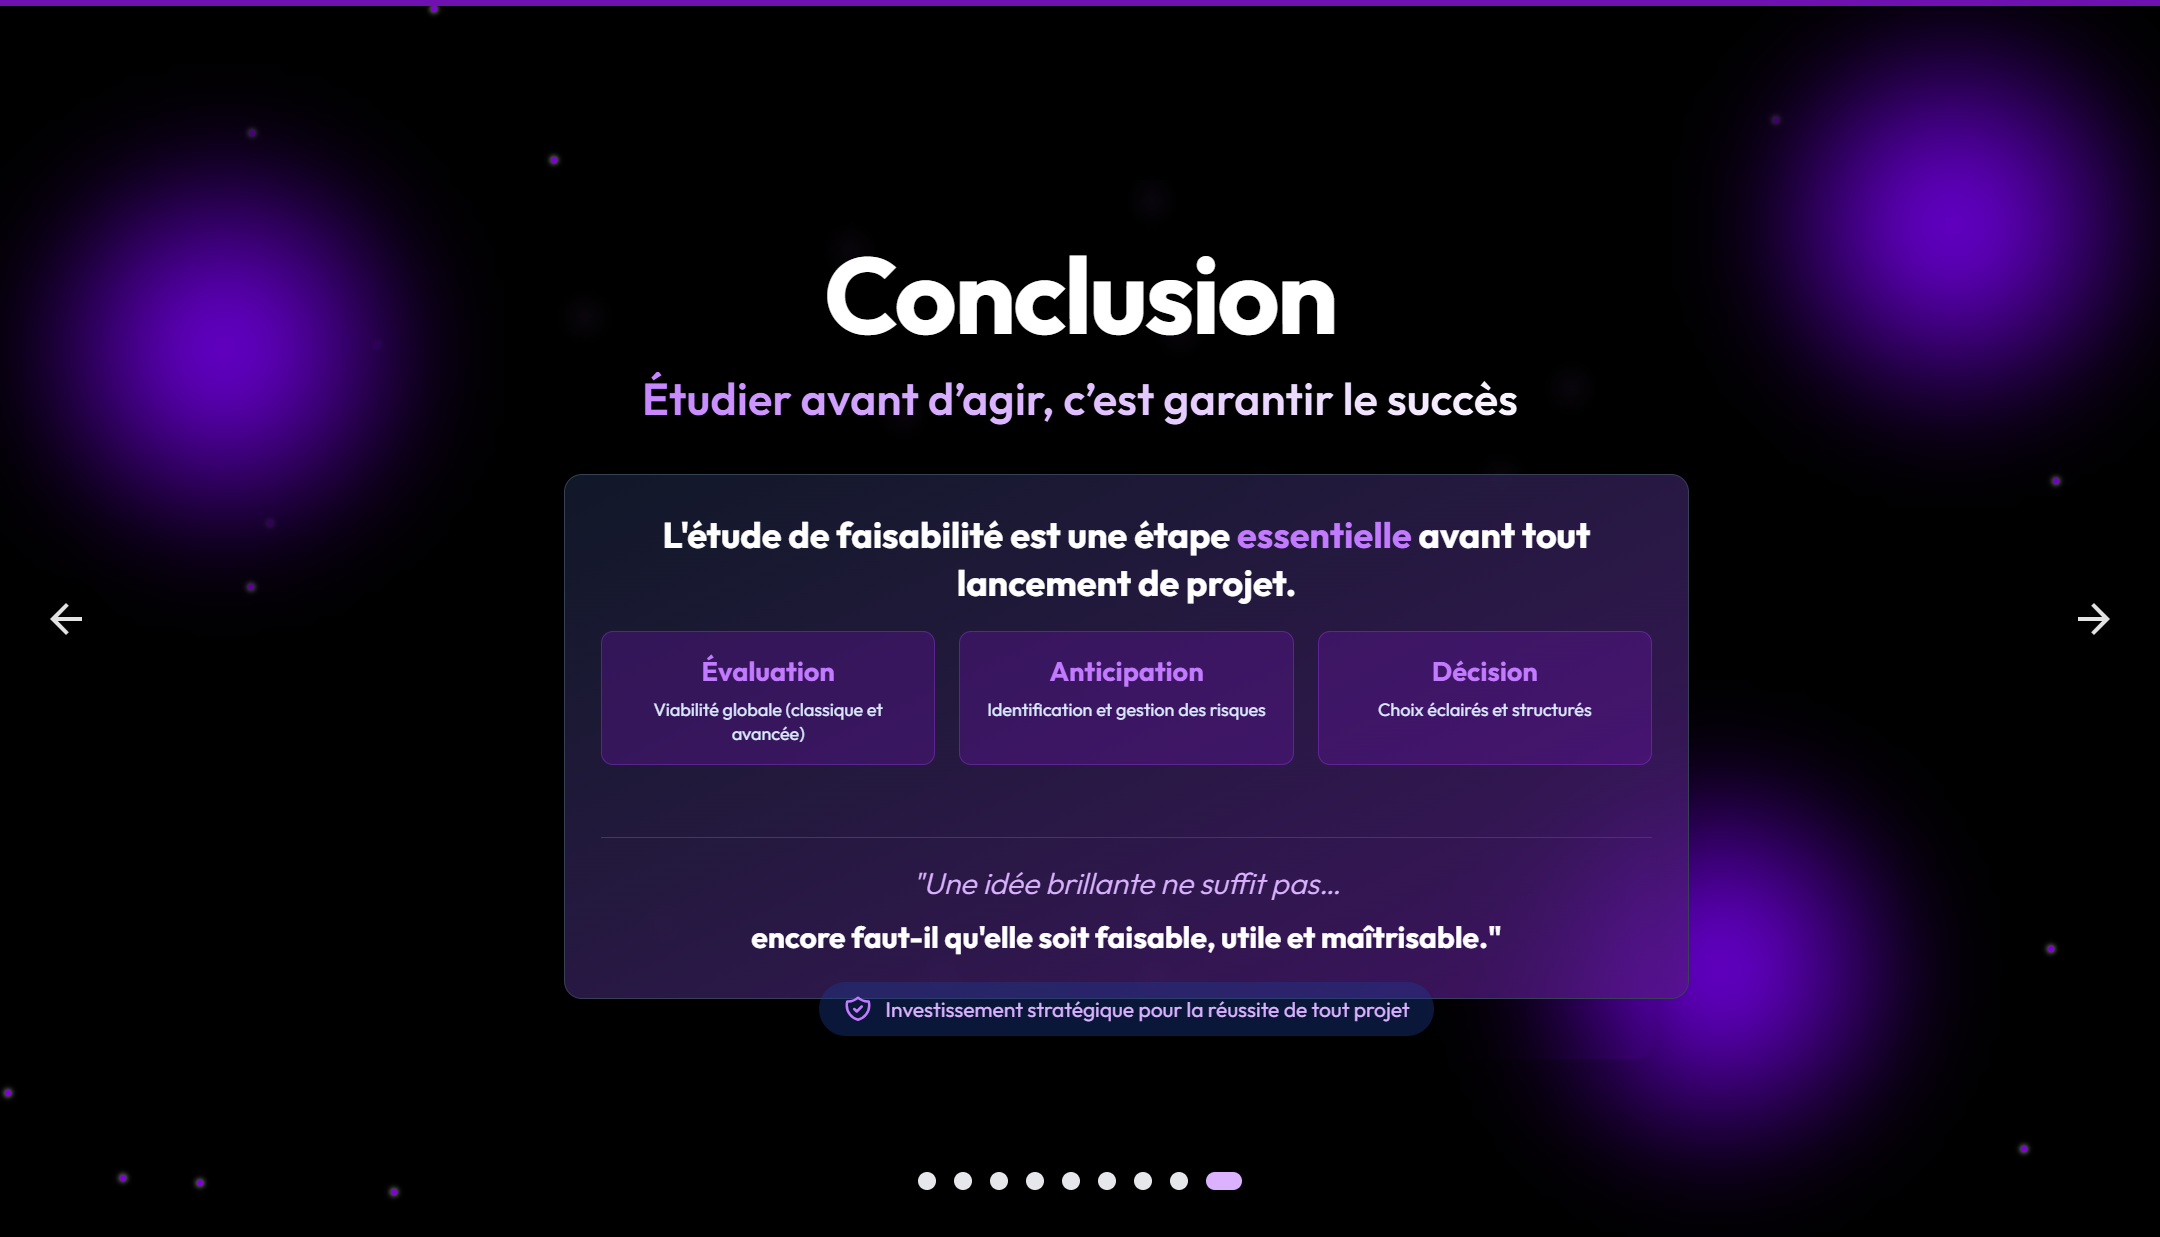 Conclusion
Étudier avant d’agir, c’est garantir le succès
L'étude de faisabilité est une étape essentielle avant tout
lancement de projet.
Évaluation
Viabilité globale (classique et
avancée)
Anticipation
Identification et gestion des risques
Décision
Choix éclairés et structurés
"Une idée brillante ne suffit pas...
encore faut-il qu'elle soit faisable, utile et maîtrisable."
Investissement stratégique pour la réussite de tout projet